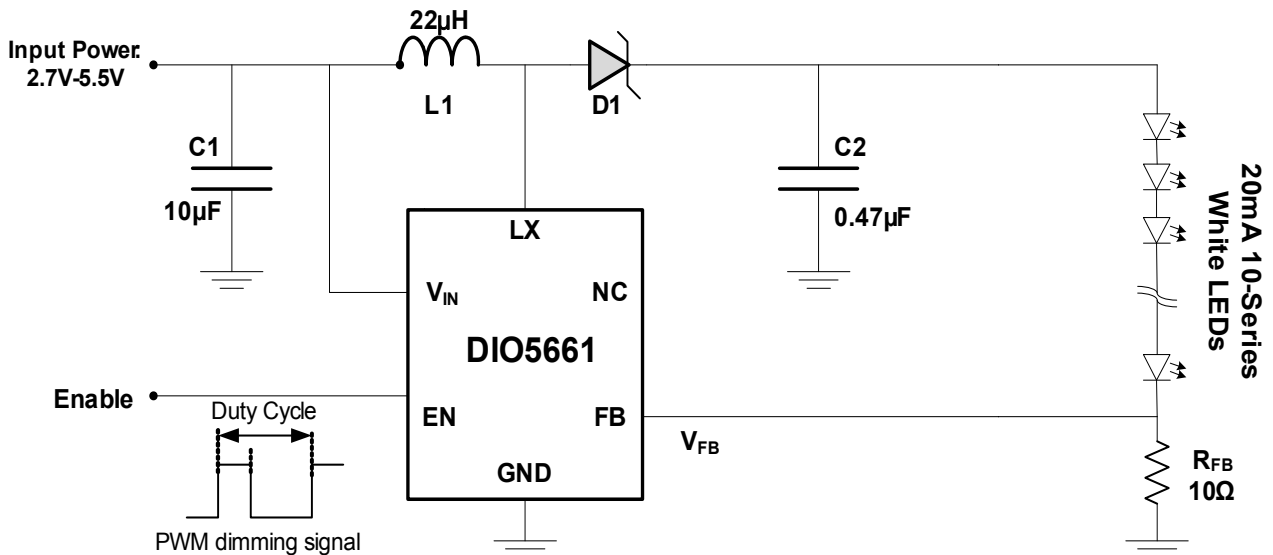 22µH
Input Power:
2.7V-5.5V
L1
D1
C1
10µF
C2
0.47µF
LX
VIN
NC
DIO5661
EN
FB
GND
Enable
Duty Cycle
PWM dimming signal
VFB
RFB
10Ω
20mA 10-Series
White LEDs